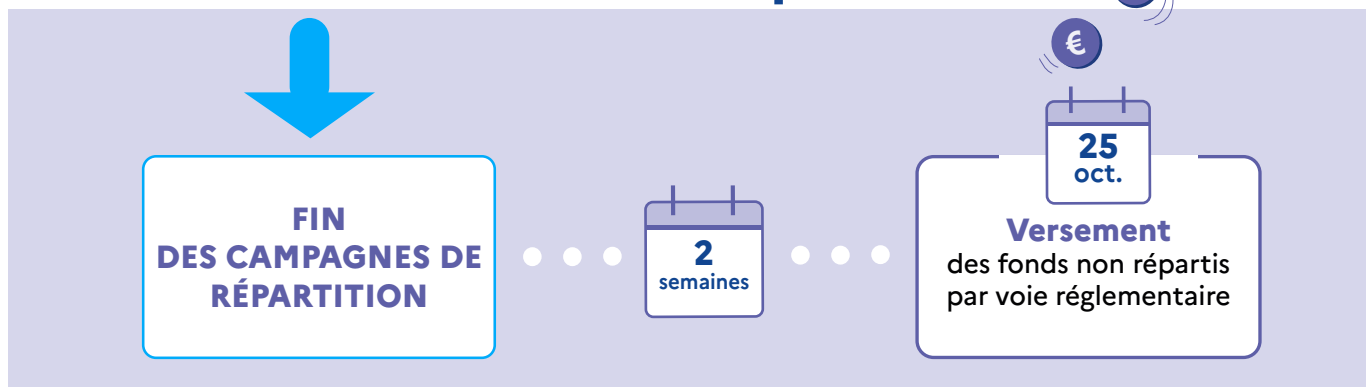 €
25
oct.
FIN
DES CAMPAGNES DE
RÉPARTITION
2
semaines
Versement
des fonds non répartis
par voie réglementaire